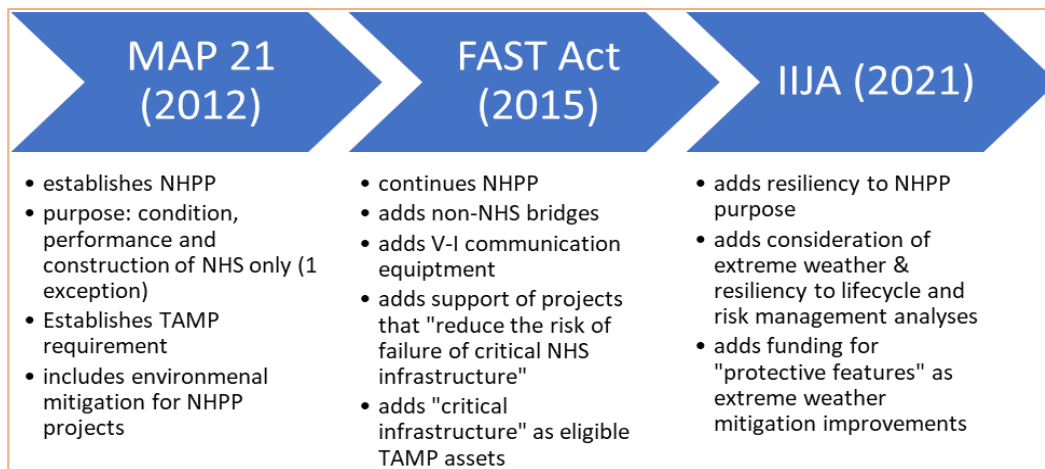 MAP 21
(2012)
• establishes NHPP
• purpose: condition,
performance and
construction of NHS only (1
exception)
• Establishes TAMP
requirement
• includes environmenal
mitigation for NHPP
projects
FAST Act
(2015)
• continues NHPP
• adds non-NHS bridges
• adds V-I communication
equiptment
• adds support of projects
that "reduce the risk of
failure of critical NHS
infrastructure"
• adds "critical
infrastructure" as eligible
TAMP assets
IIJA (2021)
• adds resiliency to NHPP
purpose
• adds consideration of
extreme weather &
resiliency to lifecycle and
risk management analyses
• adds funding for
"protective features" as
extreme weather
mitigation improvements